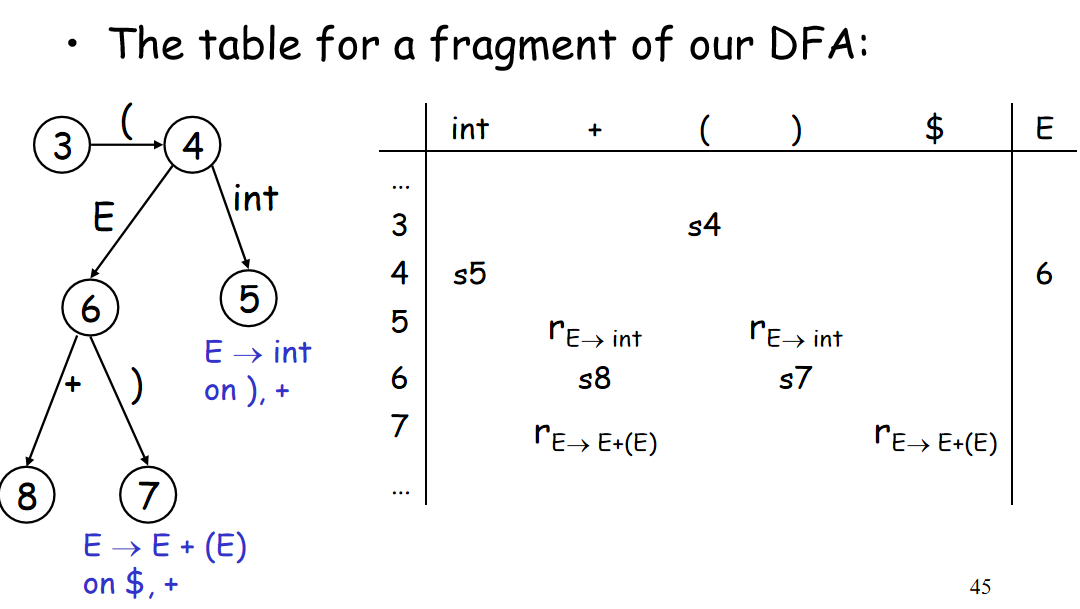 • The table for a fragment of our DFA:
3 ( 4
E int
6 5
E → int
on ), +
+ )
8 7
E → E + (E)
on $, +
int + ( ) $ E
...
3 s4
4 s5 6
5 rE→ int rE→ int
6 s8 s7
7 rE→ E+(E) rE→ E+(E)
...
45